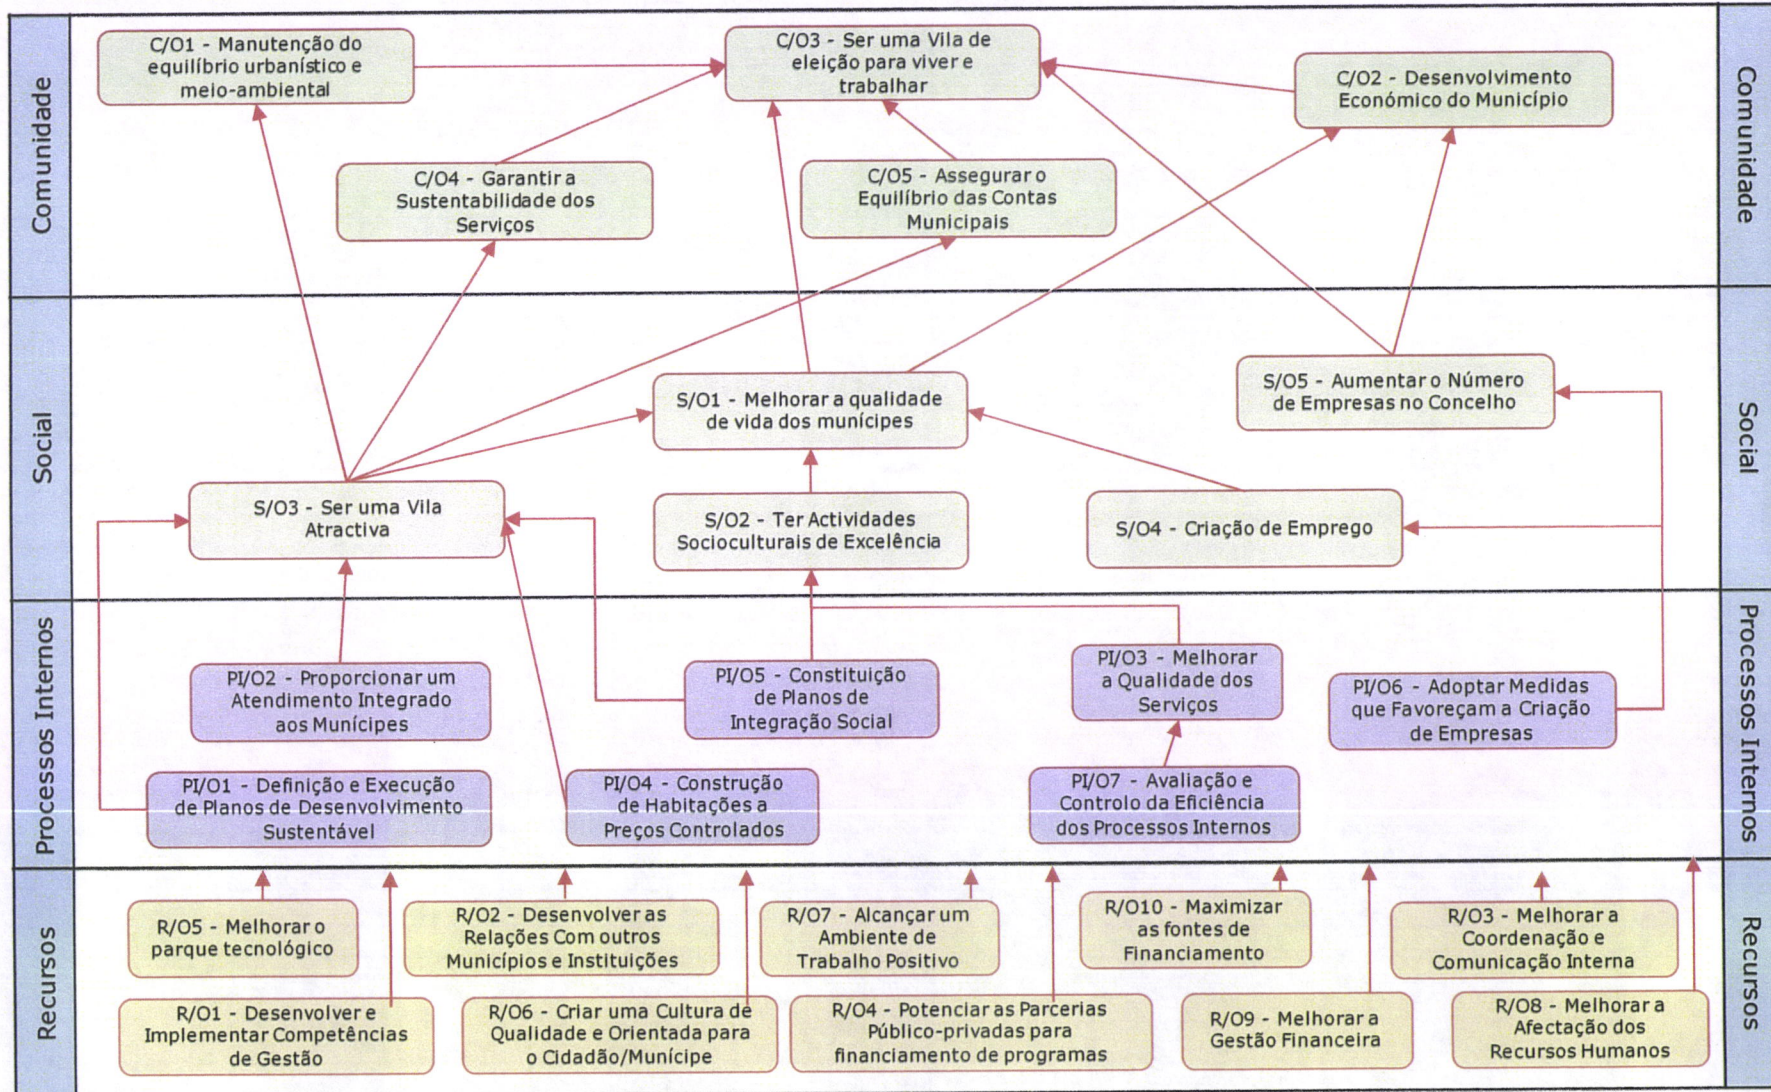 Comunidade
C/O1 - Manutenção do
equilíbrio urbanístico e
meio-ambiental
C/O3 - Ser uma Vila de
eleição para viver e
trabalhar
C/O2 - Desenvolvimento
Económico do Município
C/O4 - Garantir a
Sustentabilidade dos
Serviços
C/O5 - Assegurar o
Equilíbrio das Contas
Municipais
Comunidade
Social
S/O1 - Melhorar a qualidade
de vida dos munícipes
S/O5 - Aumentar o Número
de Empresas no Concelho
S/O3 - Ser uma Vila
Atractiva
S/O2 - Ter Actividades
Socioculturais de Excelência
S/O4 - Criação de Emprego
Social
Processos Internos
PI/O2 - Proporcionar um
Atendimento Integrado
aos Munícipes
PI/O5 - Constituição
de Planos de
Integração Social
PI/O3 - Melhorar
a Qualidade dos
Serviços
PI/O6 - Adoptar Medidas
que Favoreçam a Criação
de Empresas
PI/O1 - Definição e Execução
de Planos de Desenvolvimento
Sustentável
PI/O4 - Construção
de Habitações a
Preços Controlados
PI/O7 - Avaliação e
Controlo da Eficiência
dos Processos Internos
Processos Internos
Recursos
R/O5 - Melhorar o
parque tecnológico
R/O2 - Desenvolver as
Relações Com outros
Municípios e Instituições
R/O7 - Alcançar um
Ambiente de
Trabalho Positivo
R/O10 - Maximizar
as fontes de
Financiamento
R/O3 - Melhorar a
Coordenação e
Comunicação Interna
R/O1 - Desenvolver e
Implementar Competências
de Gestão
R/O6 - Criar uma Cultura de
Qualidade e Orientada para
o Cidadão/Munícipe
R/O4 - Potenciar as Parcerias
Público-privadas para
financiamento de programas
R/O9 - Melhorar a
Gestão Financeira
R/O8 - Melhorar a
Afectação dos
Recursos Humanos
Recursos